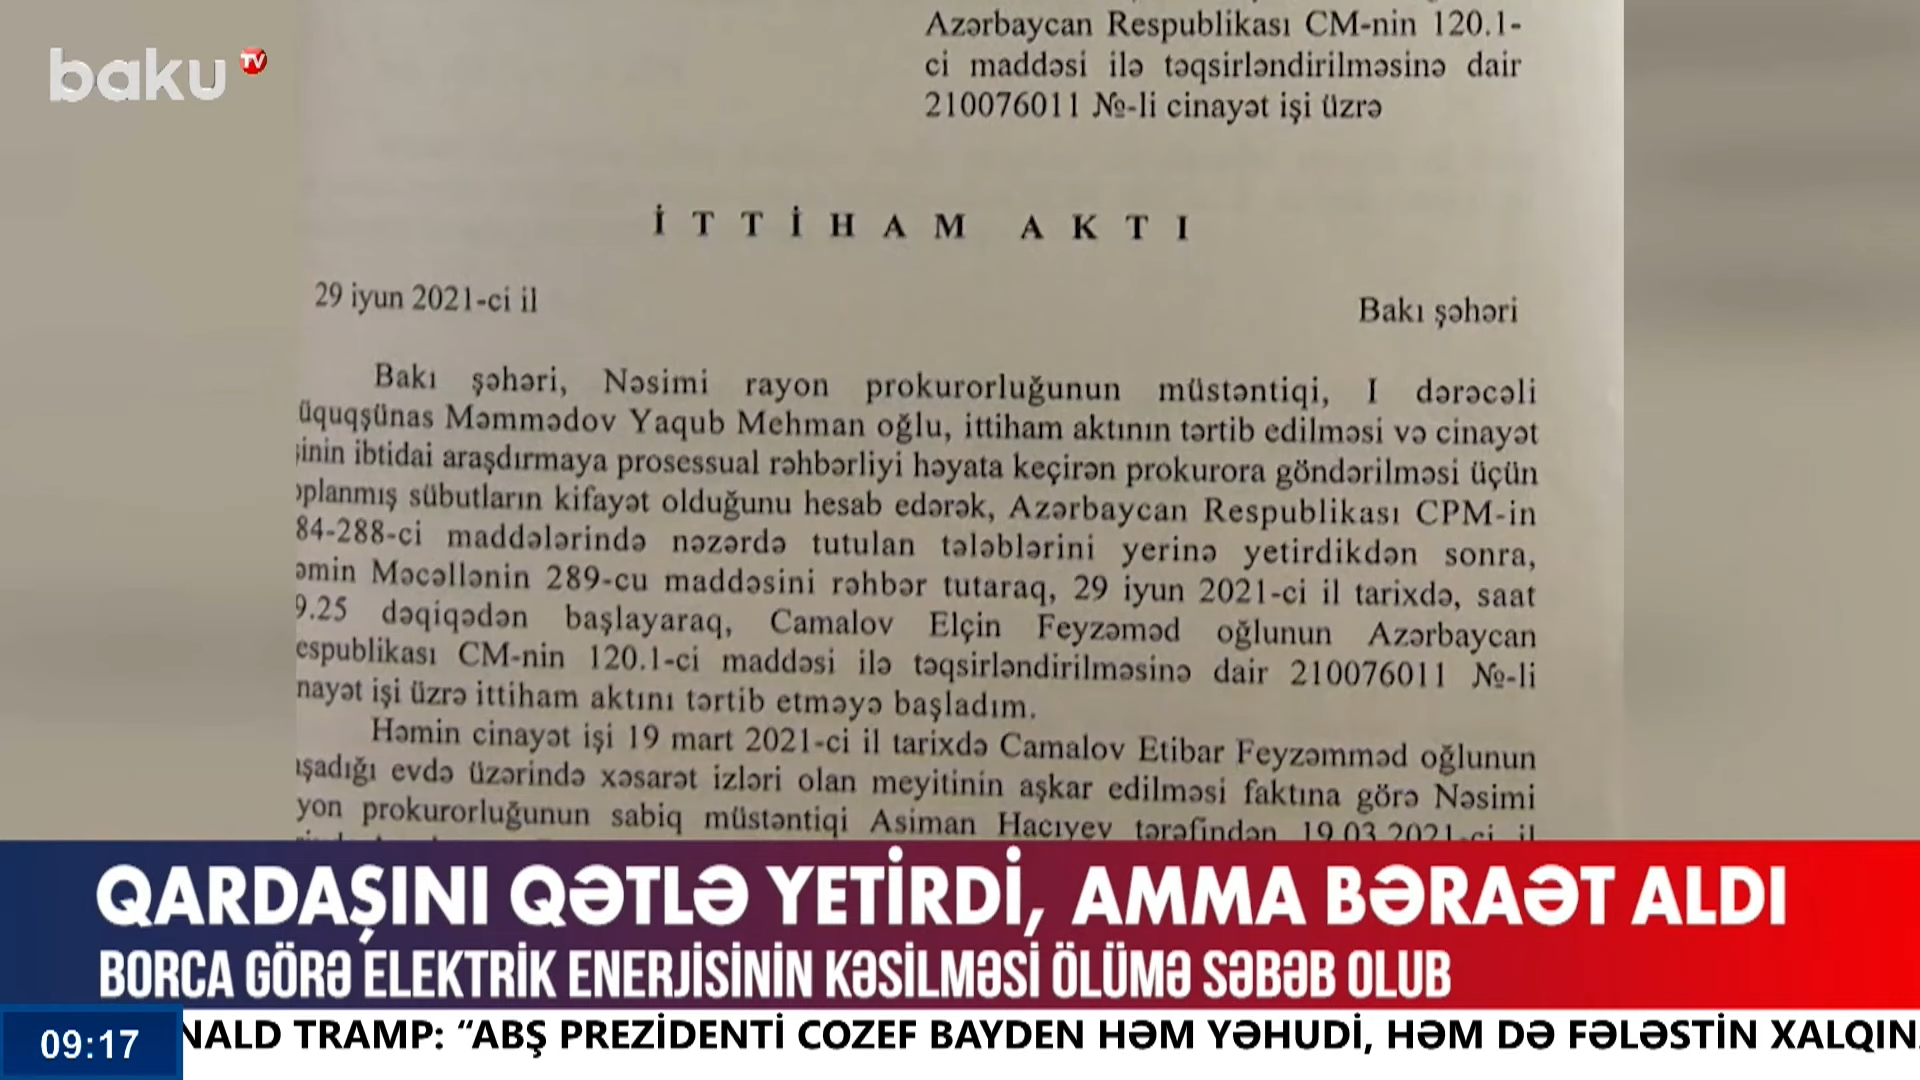 baku TV
Azərbaycan Respublikası CM-nin 120.1-
ci maddəsi ilə təqsirləndirilməsinə dair
210076011 №-li cinayət işi üzrə
İTTİHAM AKTI
29 iyun 2021-ci il
Bakı şəhəri
Bakı şəhəri, Nəsimi rayon prokurorluğunun müstəntiqi, I dərəcəli
üquqşünas Məmmədov Yaqub Mehman oğlu, ittiham aktının tərtib edilməsi və cinayət
şinin ibtidai araşdırmaya prosessual rəhbərliyi həyata keçirən prokurora göndərilməsi üçün
oplanmış sübutların kifayət olduğunu hesab edərək, Azərbaycan Respublikası CPM-in
84-288-ci maddələrində nəzərdə tutulan tələblərini yerinə yetirdikdən sonra,
əmin Məcəllənin 289-cu maddəsini rəhbər tutaraq, 29 iyun 2021-ci il tarixdə, saat
9.25 dəqiqədən başlayaraq, Camalov Elçin Feyzəməd oğlunun Azərbaycan
espublikası CM-nin 120.1-ci maddəsi ilə təqsirləndirilməsinə dair 210076011 №-li
nayət işi üzrə ittiham aktını tərtib etməyə başladım.
Həmin cinayət işi 19 mart 2021-ci il tarixdə Camalov Etibar Feyzəmməd oğlunun
aşadığı evdə üzərində xəsarət izləri olan meyitinin aşkar edilməsi faktına görə Nəsimi
yon prokurorluğunun sabiq müstəntiqi Asiman Hacıyev tərəfindən 19.03.2021-ci il
QARDAŞINI QƏTLƏ YETİRDİ, AMMA BƏRAƏT ALDI
BORCA GÖRƏ ELEKTRİK ENERJİSİNİN KƏSİLMƏSİ ÖLÜMƏ SƏBƏB OLUB
09:17 NALD TRAMP: “ABŞ PREZİDENTİ COZEF BAYDEN HƏM YƏHUDİ, HƏM DƏ FƏLƏSTİN XALQIN